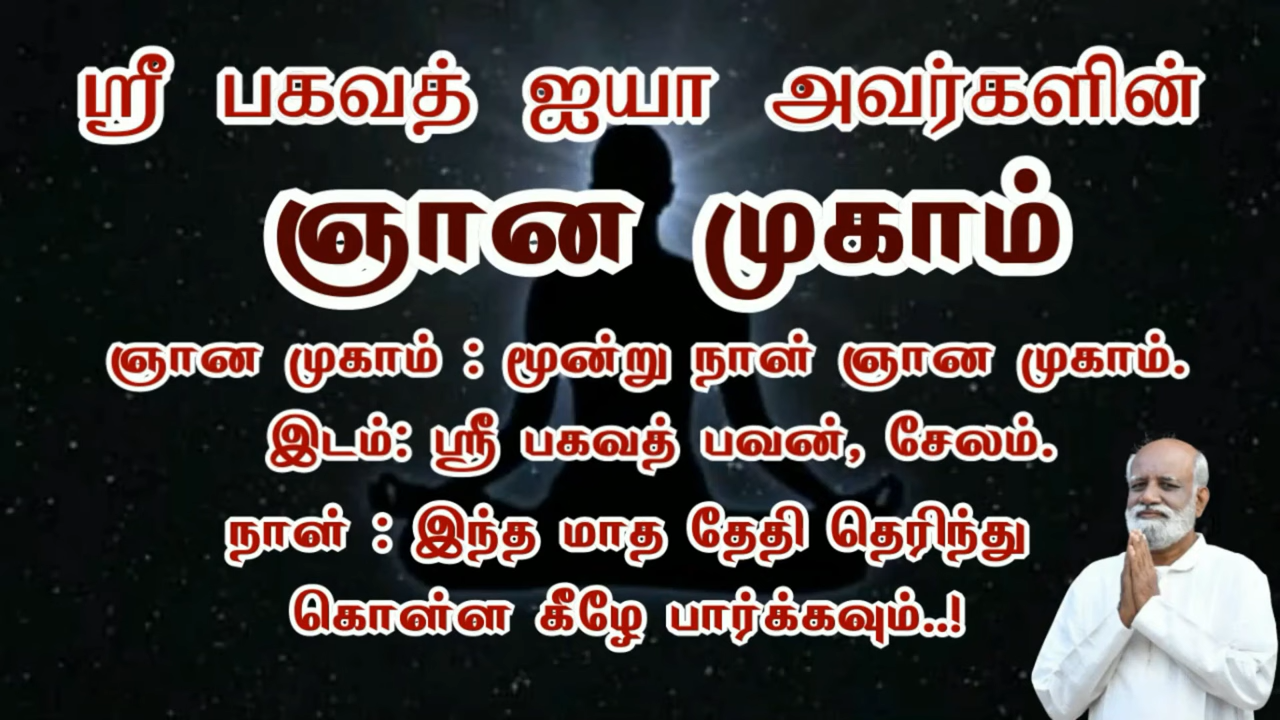 ஸ்ரீ பகவத் ஐயா அவர்களின்
ஞான முகாம்
ஞான முகாம் : மூன்று நாள் ஞான முகாம்.
இடம்: ஸ்ரீ பகவத் பவன், சேலம்.
நாள் : இந்த மாத தேதி தெரிந்து
கொள்ள கீழே பார்க்கவும்..!